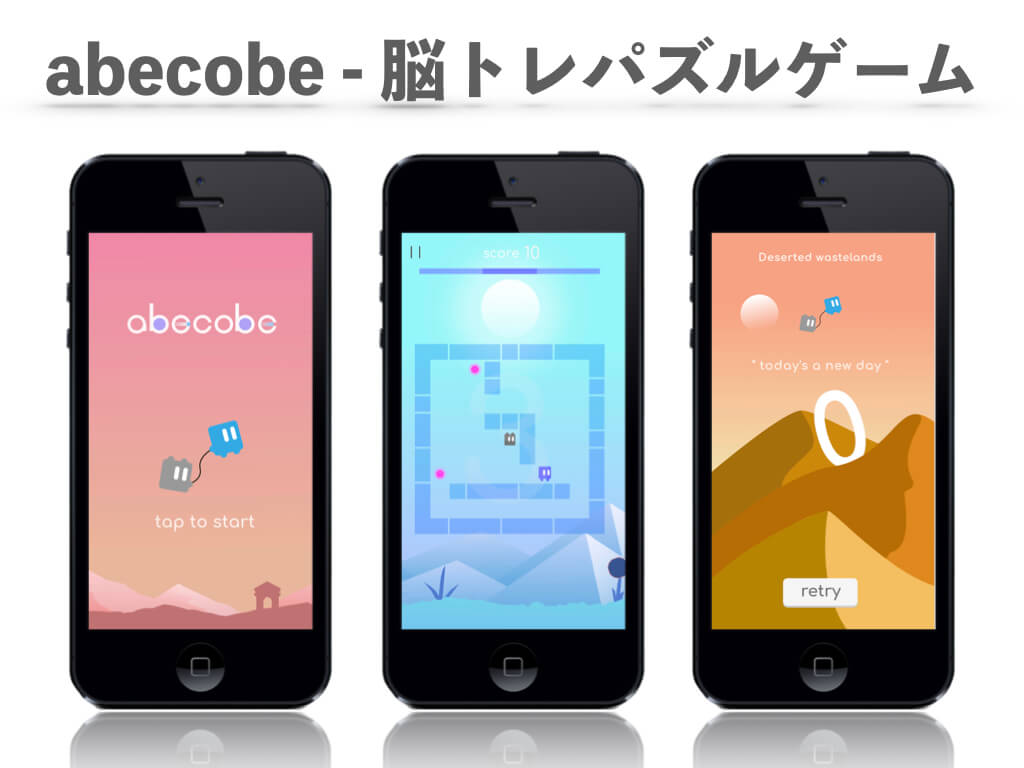 abecobe - 脳トレパズルゲーム
abecobe
tap to start
score 10
Deserted wastelands
" today's a new day "
0
retry